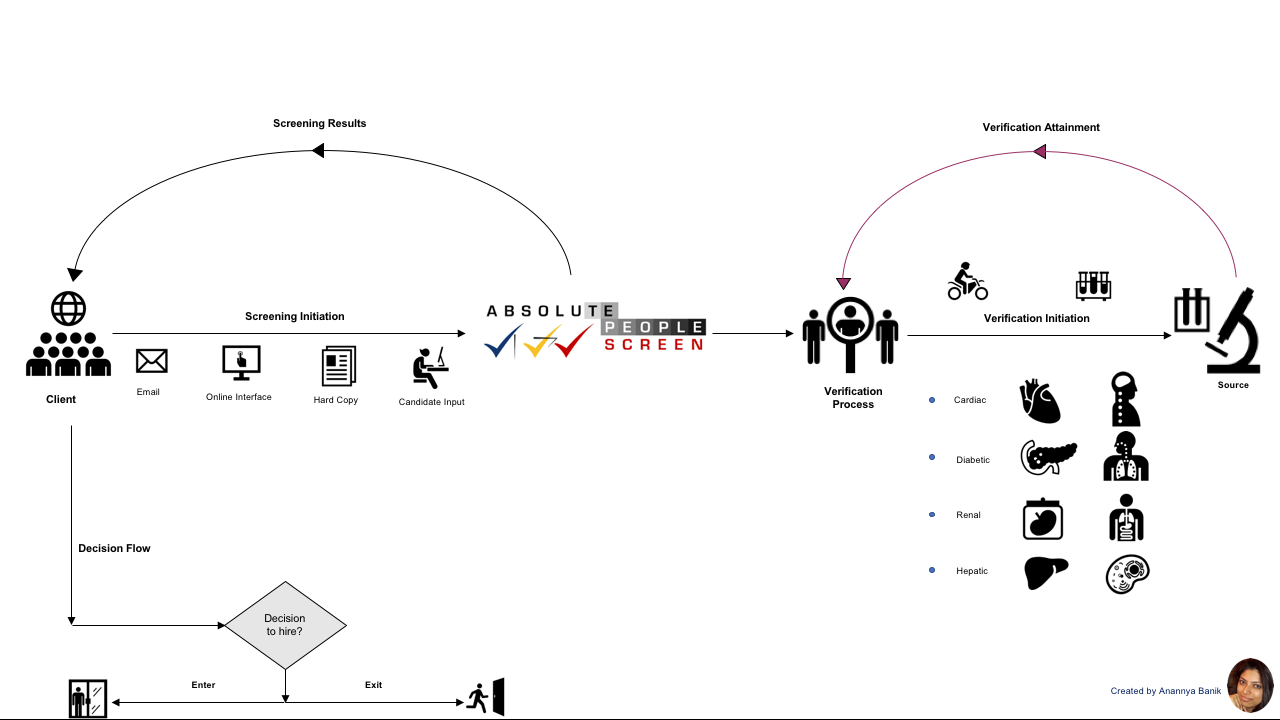 Screening Results
Verification Attainment
Screening Initiation
ABSOLUTE
PEOPLE
SCREEN
Verification Initiation
Email
Online Interface
Hard Copy
Candidate Input
Client
Verification
Process
Source
Cardiac
Diabetic
Renal
Hepatic
Decision Flow
Decision
to hire?
Enter
Exit
Created by Anannya Banik